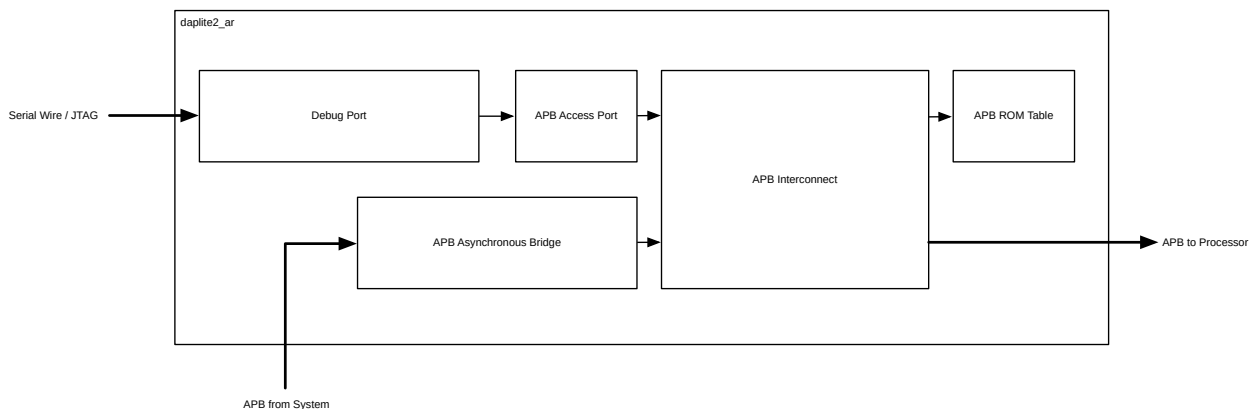 daplite2_ar
Serial Wire / JTAG
Debug Port
APB Access Port
APB Interconnect
APB ROM Table
APB Asynchronous Bridge
APB to Processor
APB from System